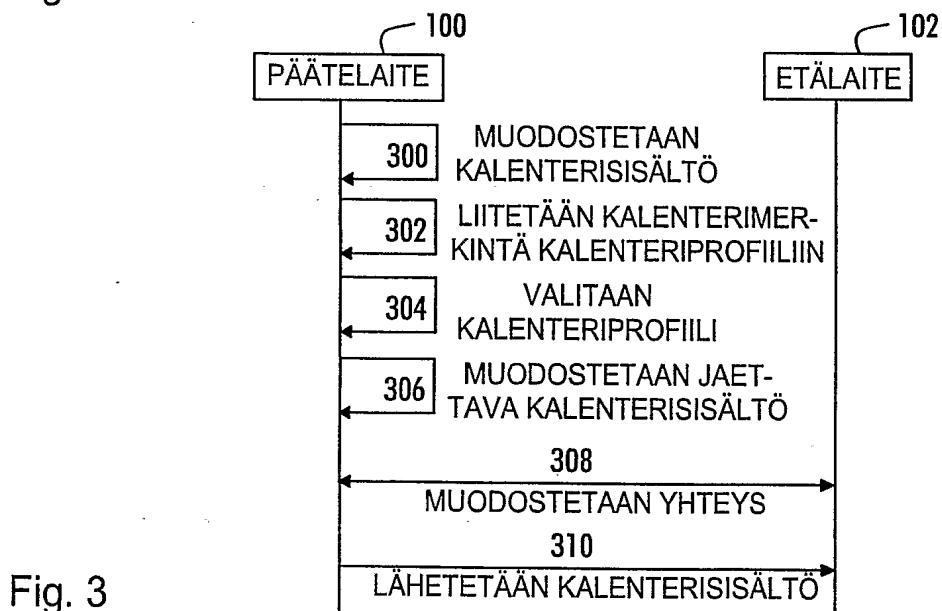 100
102
PÄÄTELAITE
ETÄLAITE
300
MUODOSTETAAN
KALENTERISISÄLTÖ
302
LIITETÄÄN KALENTERIMER-
KINTÄ KALENTERIPROFIILIIN
304
VALITAAN
KALENTERIPROFIILI
306
MUODOSTETAAN JAET-
TAVA KALENTERISISÄLTÖ
308
MUODOSTETAAN YHTEYS
310
LÄHETETÄÄN KALENTERISISÄLTÖ
Fig. 3